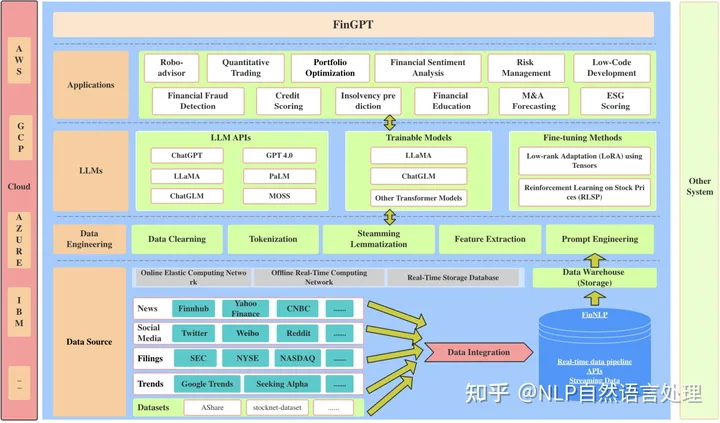 FinGPT
A
W
S
G
C
P
Cloud
A
Z
U
R
E
I
B
M
...
Applications
Robo-
advisor
Quantitative
Trading
Portfolio
Optimization
Financial Sentiment
Analysis
Risk
Management
Low-Code
Development
Financial Fraud
Detection
Credit
Scoring
Insolvency pre
diction
Financial
Education
M&A
Forecasting
ESG
Scoring
LLMs
LLM APIs
ChatGPT
GPT 4.0
LLaMA
PaLM
ChatGLM
MOSS
Trainable Models
LLaMA
ChatGLM
Other Transformer Models
Fine-tuning Methods
Low-rank Adaptation (LoRA) using
Tensors
Reinforcement Learning on Stock Pri
ces (RLSP)
Data
Engineering
Data Clearning
Tokenization
Steamming
Lemmatization
Feature Extraction
Prompt Engineering
Data Source
Online Elastic Computing Netwo
rk
Offline Real-Time Computing
Network
Real-Time Storage Database
Data Warehouse
(Storage)
News
Finnhub
Yahoo
Finance
CNBC
......
Social
Media
Twitter
Weibo
Reddit
......
Filings
SEC
NYSE
NASDAQ
......
Trends
Google Trends
Seeking Alpha
......
Datasets
AShare
stocknet-dataset
......
Data Integration
FinNLP
Real-time data pipeline
APIs
Streaming Data
Other
System
知乎 @NLP自然语言处理